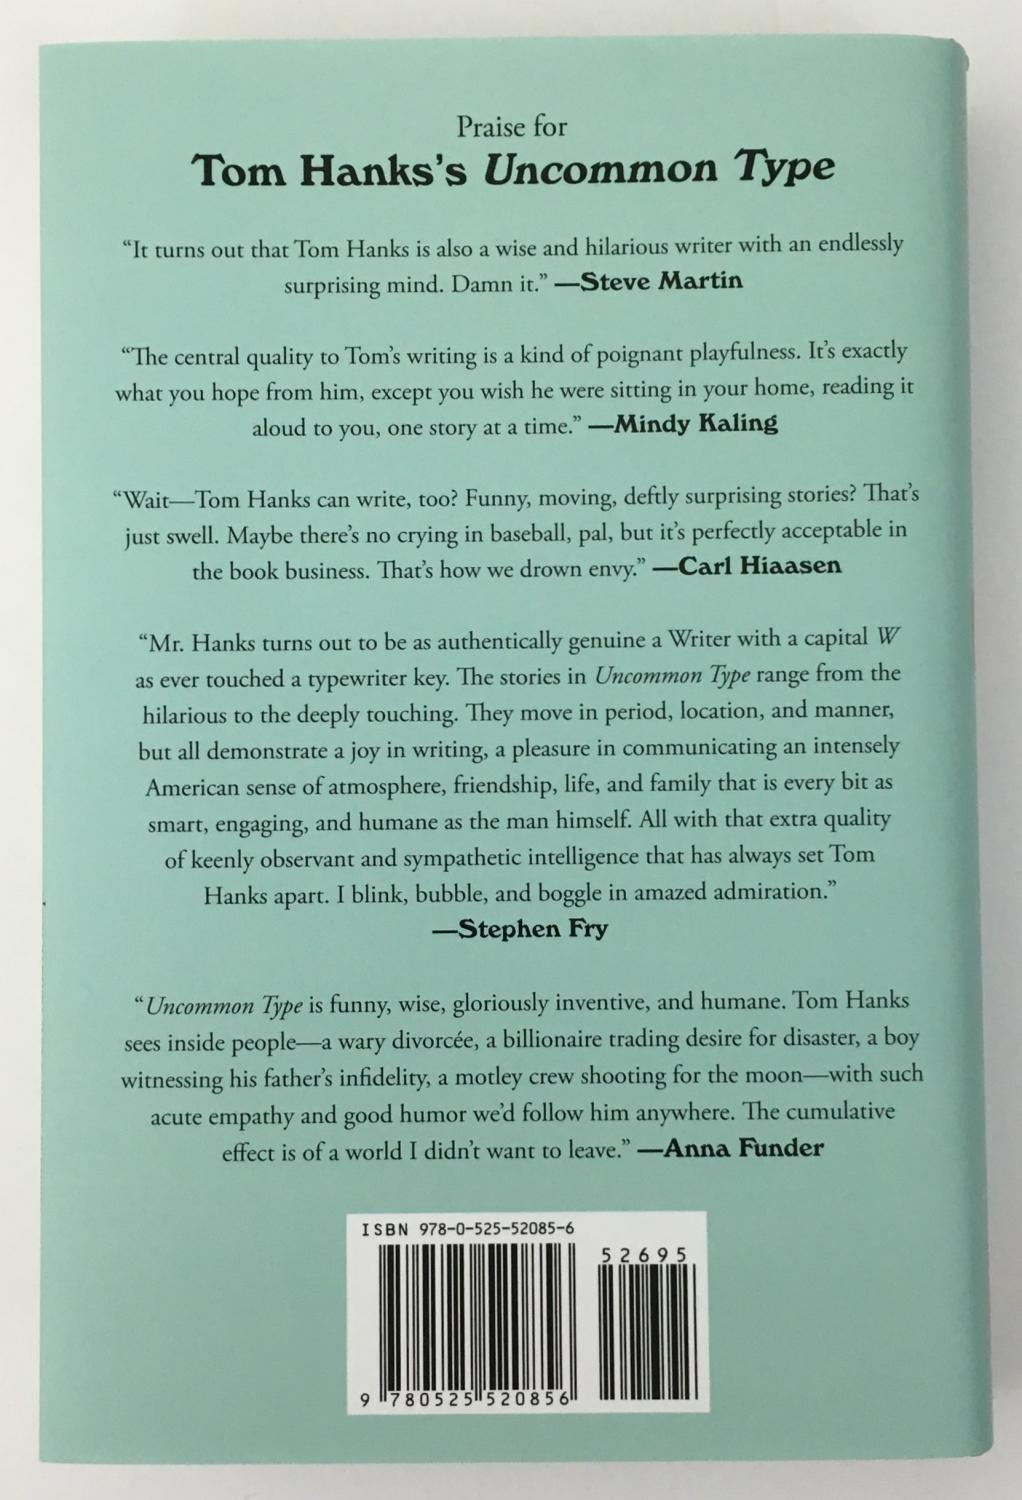 Praise for
Tom Hanks's Uncommon Type
“It turns out that Tom Hanks is also a wise and hilarious writer with an endlessly
surprising mind. Damn it.” —Steve Martin
“The central quality to Tom’s writing is a kind of poignant playfulness. It’s exactly
what you hope from him, except you wish he were sitting in your home, reading it
aloud to you, one story at a time.” —Mindy Kaling
“Wait—Tom Hanks can write, too? Funny, moving, deftly surprising stories? That’s
just swell. Maybe there’s no crying in baseball, pal, but it’s perfectly acceptable in
the book business. That’s how we drown envy.” —Carl Hiaasen
“Mr. Hanks turns out to be as authentically genuine a Writer with a capital W
as ever touched a typewriter key. The stories in Uncommon Type range from the
hilarious to the deeply touching. They move in period, location, and manner,
but all demonstrate a joy in writing, a pleasure in communicating an intensely
American sense of atmosphere, friendship, life, and family that is every bit as
smart, engaging, and humane as the man himself. All with that extra quality
of keenly observant and sympathetic intelligence that has always set Tom
Hanks apart. I blink, bubble, and boggle in amazed admiration.”
—Stephen Fry
“Uncommon Type is funny, wise, gloriously inventive, and humane. Tom Hanks
sees inside people—a wary divorcée, a billionaire trading desire for disaster, a boy
witnessing his father’s infidelity, a motley crew shooting for the moon—with such
acute empathy and good humor we’d follow him anywhere. The cumulative
effect is of a world I didn’t want to leave.” —Anna Funder
ISBN 978-0-525-52085-6
52695
9 780525 520856